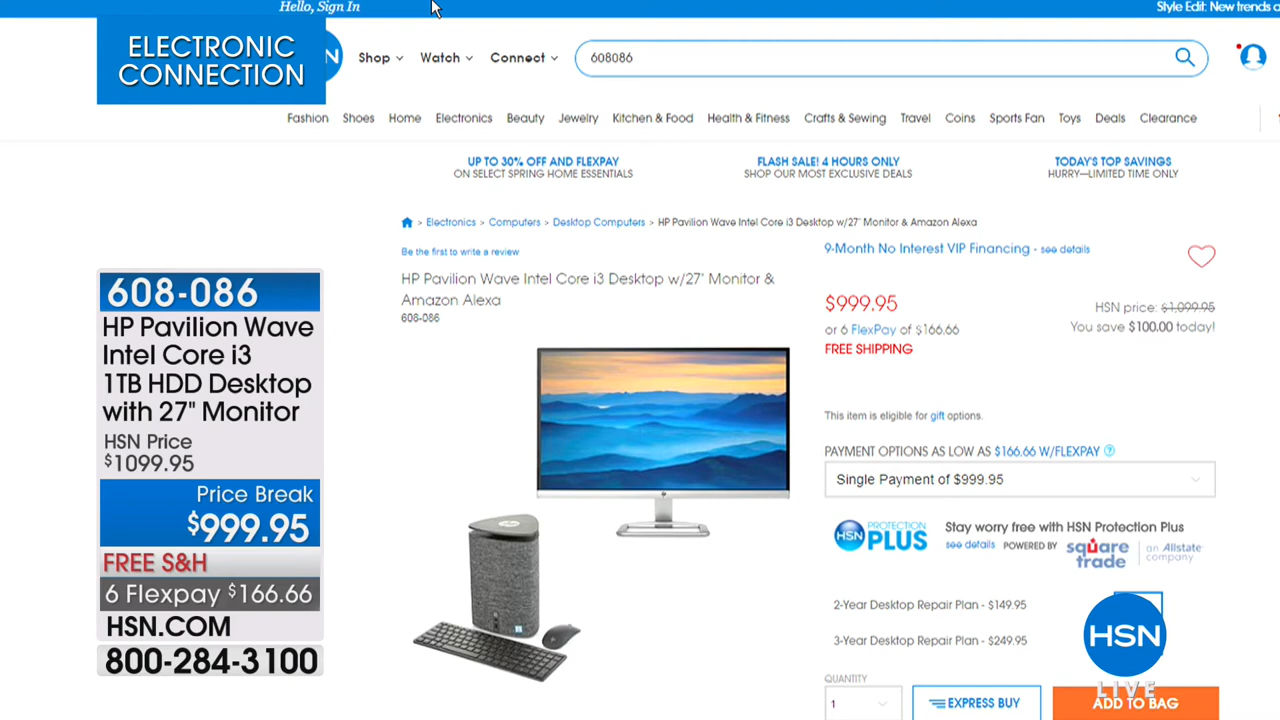 Hello, Sign In
Style Edit: New trends
ELECTRONIC
CONNECTION
Shop
Watch
Connect
608086
Fashion
Shoes
Home
Electronics
Beauty
Jewelry
Kitchen & Food
Health & Fitness
Crafts & Sewing
Travel
Coins
Sports Fan
Toys
Deals
Clearance
UP TO 30% OFF AND FLEXPAY
ON SELECT SPRING HOME ESSENTIALS
FLASH SALE! 4 HOURS ONLY
SHOP OUR MOST EXCLUSIVE DEALS
TODAY'S TOP SAVINGS
HURRY—LIMITED TIME ONLY
> Electronics > Computers > Desktop Computers > HP Pavilion Wave Intel Core i3 Desktop w/27" Monitor & Amazon Alexa
Be the first to write a review
HP Pavilion Wave Intel Core i3 Desktop w/27" Monitor &
Amazon Alexa
608-086
9-Month No Interest VIP Financing - see details
$999.95
or 6 FlexPay of $166.66
FREE SHIPPING
HSN price: $1,099.95
You save $100.00 today!
This item is eligible for gift options.
PAYMENT OPTIONS AS LOW AS $166.66 W/FLEXPAY ?
Single Payment of $999.95
HSN PROTECTION
PLUS
Stay worry free with HSN Protection Plus
see details POWERED BY
square
trade
an Allstate
company
2-Year Desktop Repair Plan - $149.95
3-Year Desktop Repair Plan - $249.95
QUANTITY
1
EXPRESS BUY
ADD TO BAG
HSN
LIVE
608-086
HP Pavilion Wave
Intel Core i3
1TB HDD Desktop
with 27" Monitor
HSN Price
$1099.95
Price Break
$999.95
FREE S&H
6 Flexpay $166.66
HSN.COM
800-284-3100